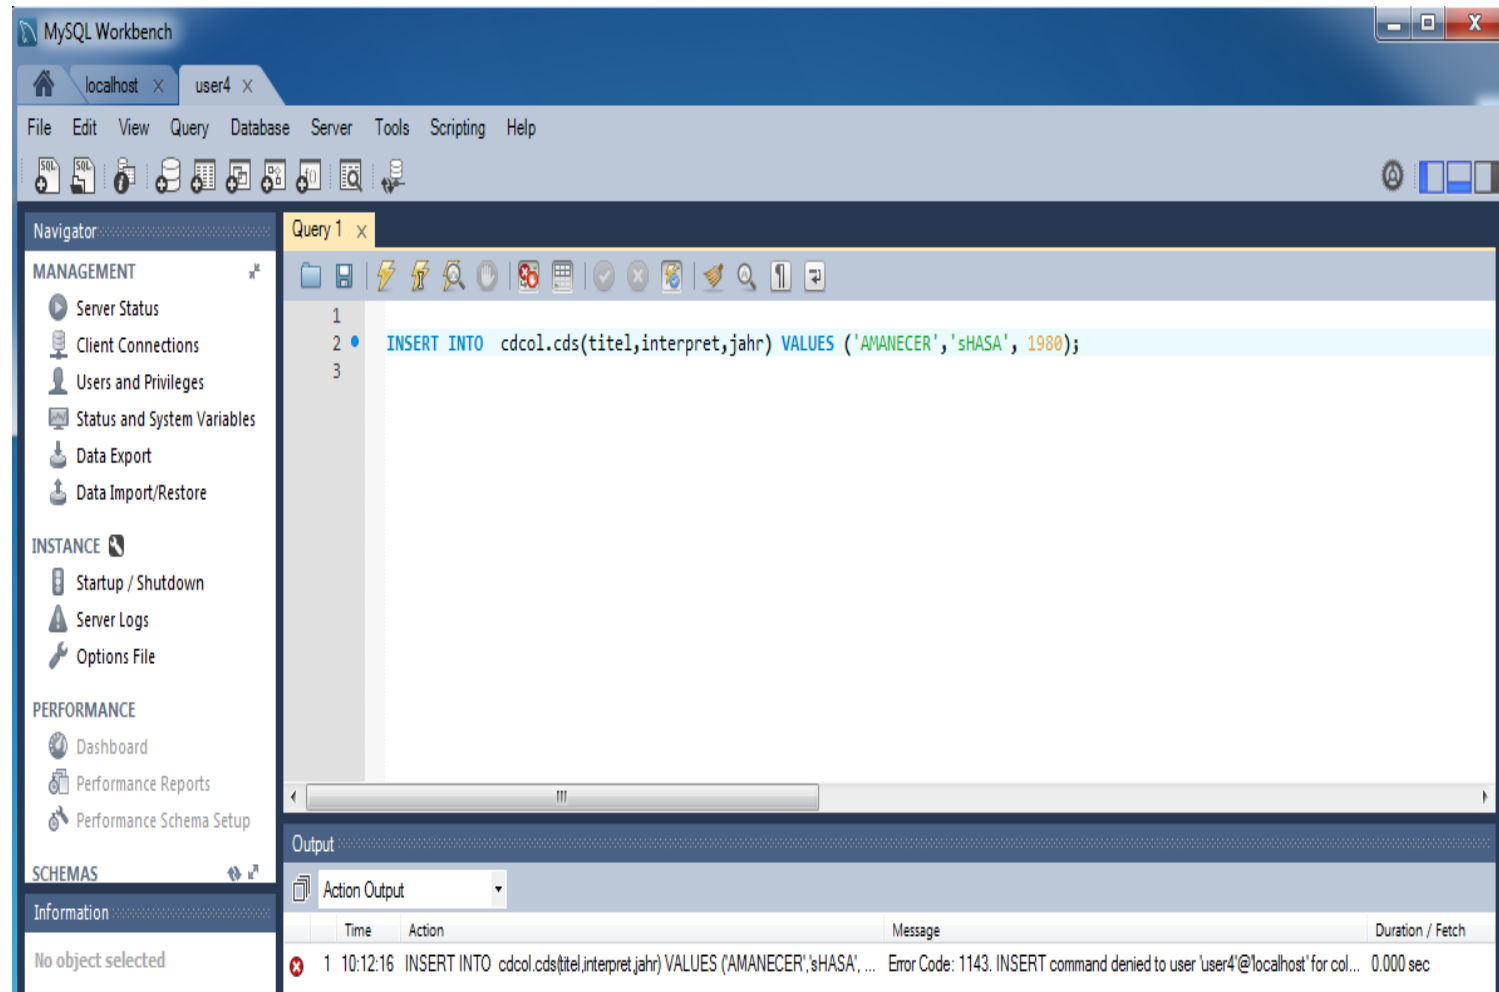 MySQL Workbench
localhost
user4
File Edit View Query Database Server Tools Scripting Help
SQL SQL
Navigator
MANAGEMENT
Server Status
Client Connections
Users and Privileges
Status and System Variables
Data Export
Data Import/Restore
INSTANCE
Startup / Shutdown
Server Logs
Options File
PERFORMANCE
Dashboard
Performance Reports
Performance Schema Setup
SCHEMAS
Information
No object selected
Query 1
1
2 INSERT INTO cdcol.cds(titel,interpret,jahr) VALUES ('AMANECER','sHASA', 1980);
3
Output
Action Output
Time Action Message Duration / Fetch
1 10:12:16 INSERT INTO cdcol.cds(titel,interpret,jahr) VALUES ('AMANECER','sHASA', ... Error Code: 1143. INSERT command denied to user 'user4'@'localhost' for col... 0.000 sec